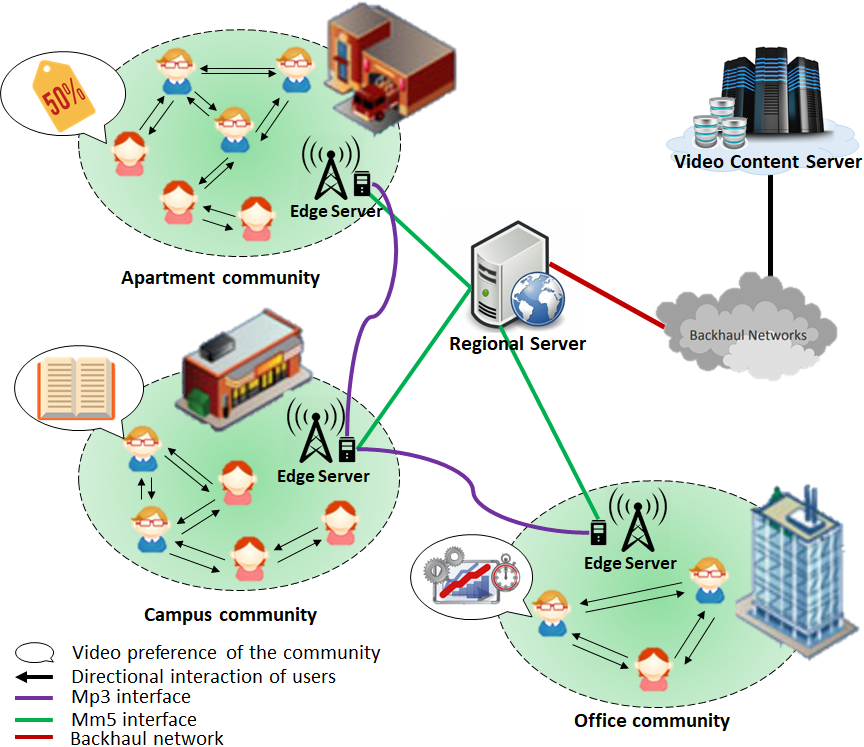 50%
Edge Server
Apartment community
Video Content Server
Regional Server
Backhaul Networks
Edge Server
Campus community
Edge Server
Office community
Video preference of the community
Directional interaction of users
Mp3 interface
Mm5 interface
Backhaul network